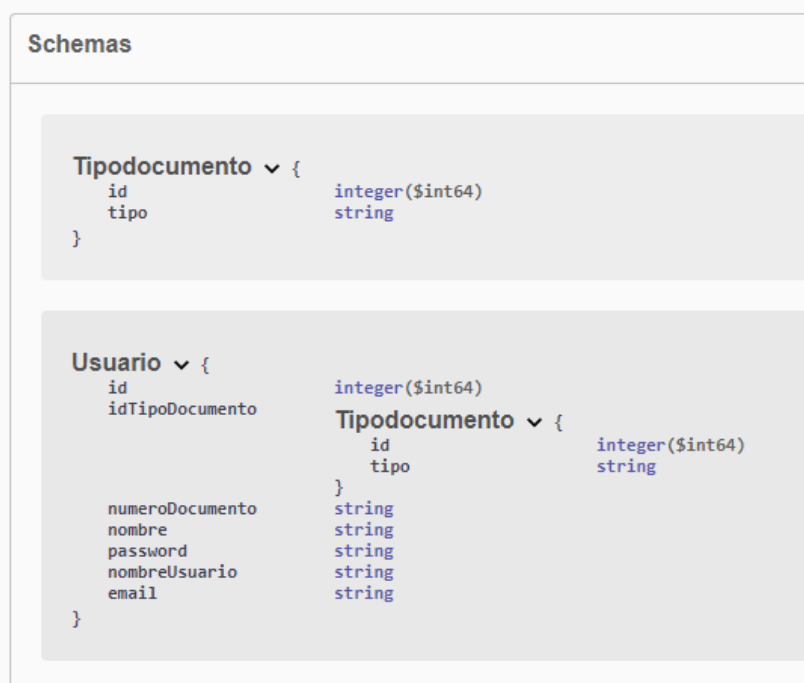 Schemas
Tipodocumento {
id integer($int64)
tipo string
}
Usuario {
id integer($int64)
idTipoDocumento Tipodocumento {
id integer($int64)
tipo string
}
numeroDocumento string
nombre string
password string
nombreUsuario string
email string
}